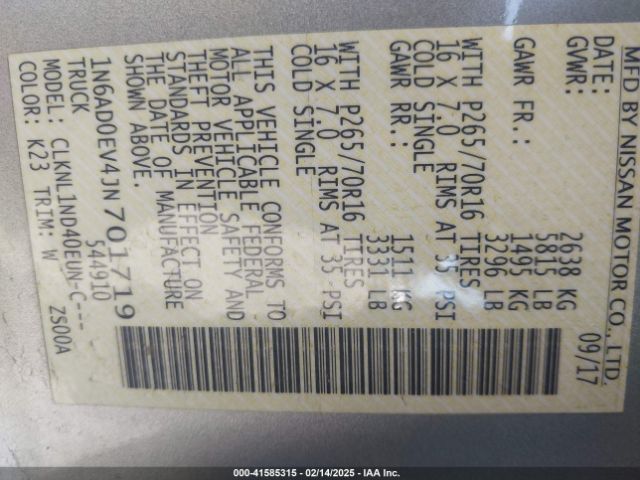 MFD BY NISSAN MOTOR CO., LTD.
DATE: 09/17
GVWR: 2638 KG
5815 LB
GAWR FR.: 1495 KG
3296 LB
WITH P265/70R16 TIRES
16 X 7.0 RIMS AT 35 PSI
COLD SINGLE
GAWR RR.: 1511 KG
3331 LB
WITH P265/70R16 TIRES
16 X 7.0 RIMS AT 35 PSI
COLD SINGLE
THIS VEHICLE CONFORMS TO
ALL APPLICABLE FEDERAL
MOTOR VEHICLE SAFETY AND
THEFT PREVENTION
STANDARDS IN EFFECT ON
THE DATE OF MANUFACTURE
SHOWN ABOVE.
1N6AD0EV4JN701719
TRUCK 544910
MODEL: CLKNL1ND40EUN-C---
COLOR: K23 TRIM: W 2S00A
000-41585315 - 02/14/2025 - IAA Inc.